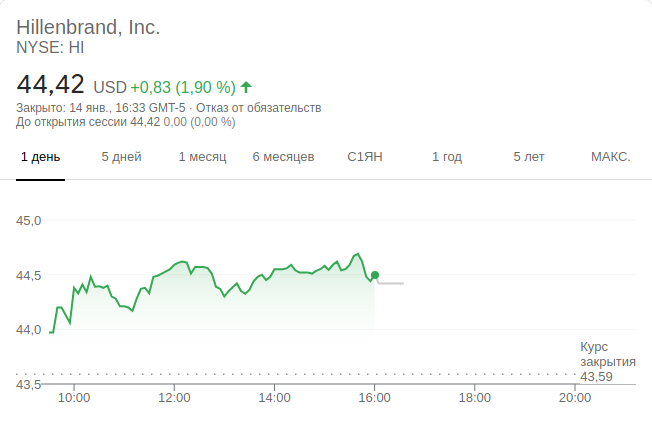 Hillenbrand, Inc.
NYSE: HI
44,42 USD +0,83 (1,90 %)
Закрыто: 14 янв., 16:33 GMT-5 · Отказ от обязательств
До открытия сессии 44,42 0,00 (0,00 %)
1 день 5 дней 1 месяц 6 месяцев С1ЯН 1 год 5 лет МАКС.
45,0
44,5
44,0
Курс
закрытия
43,59
43,5
10:00 12:00 14:00 16:00 18:00 20:00